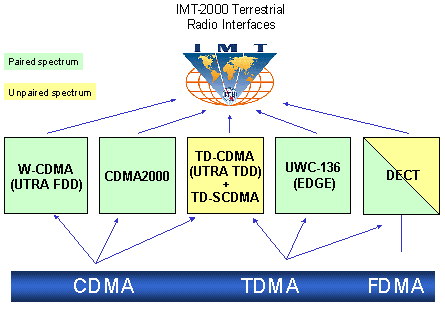 IMT-2000 Terrestrial
Radio Interfaces
I M T
Paired spectrum
Unpaired spectrum
ITU
W-CDMA
(UTRA FDD)
CDMA2000
TD-CDMA
(UTRA TDD)
+
TD-SCDMA
UWC-136
(EDGE)
DECT
CDMA
TDMA
FDMA